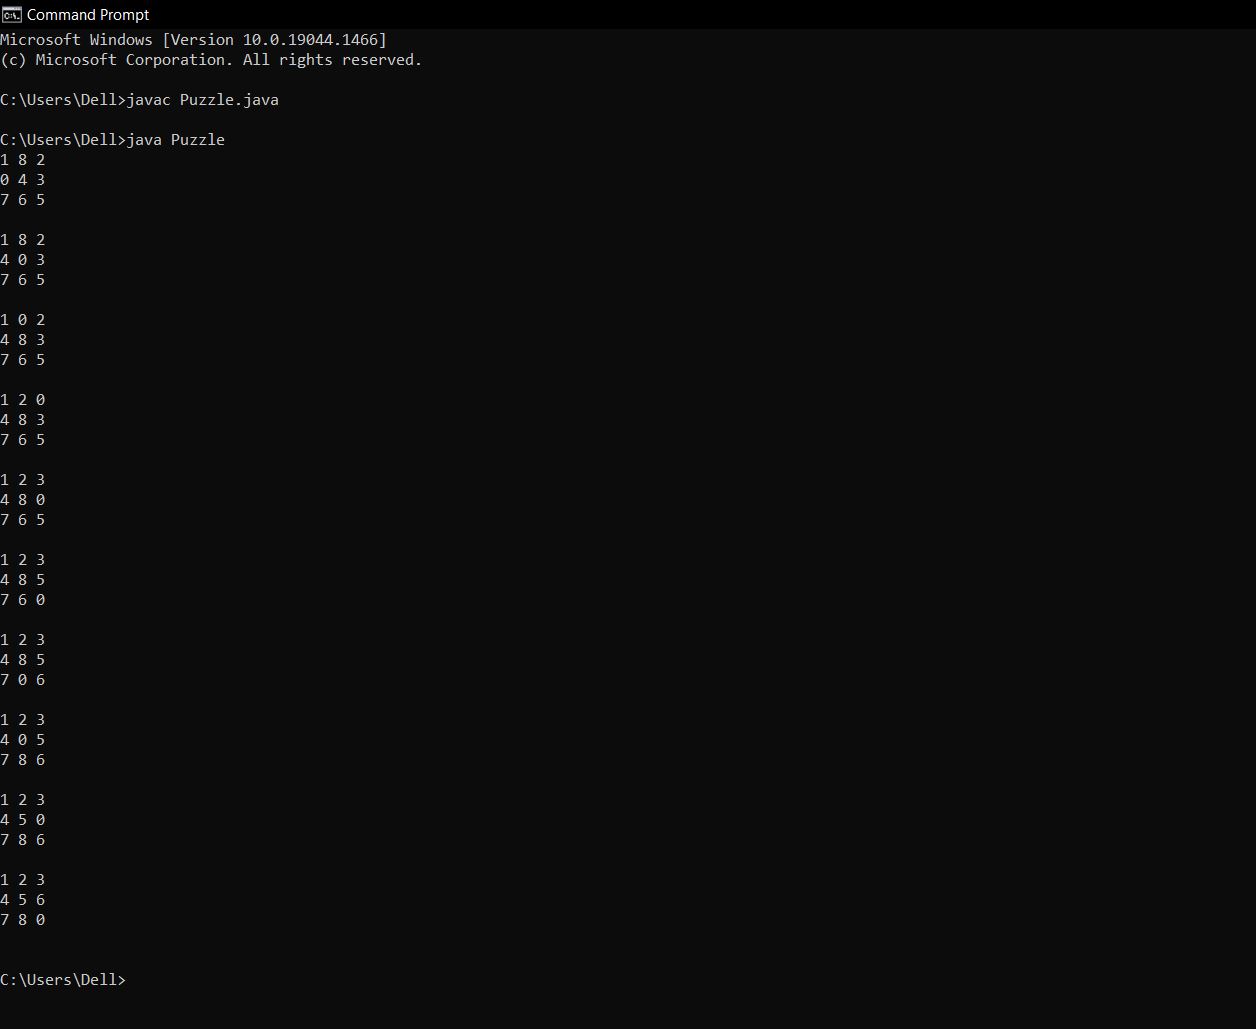 Command Prompt
Microsoft Windows [Version 10.0.19044.1466]
(c) Microsoft Corporation. All rights reserved.
C:\Users\Dell>javac Puzzle.java
C:\Users\Dell>java Puzzle
1 8 2
0 4 3
7 6 5
1 8 2
4 0 3
7 6 5
1 0 2
4 8 3
7 6 5
1 2 0
4 8 3
7 6 5
1 2 3
4 8 0
7 6 5
1 2 3
4 8 5
7 6 0
1 2 3
4 8 5
7 0 6
1 2 3
4 0 5
7 8 6
1 2 3
4 5 0
7 8 6
1 2 3
4 5 6
7 8 0
C:\Users\Dell>